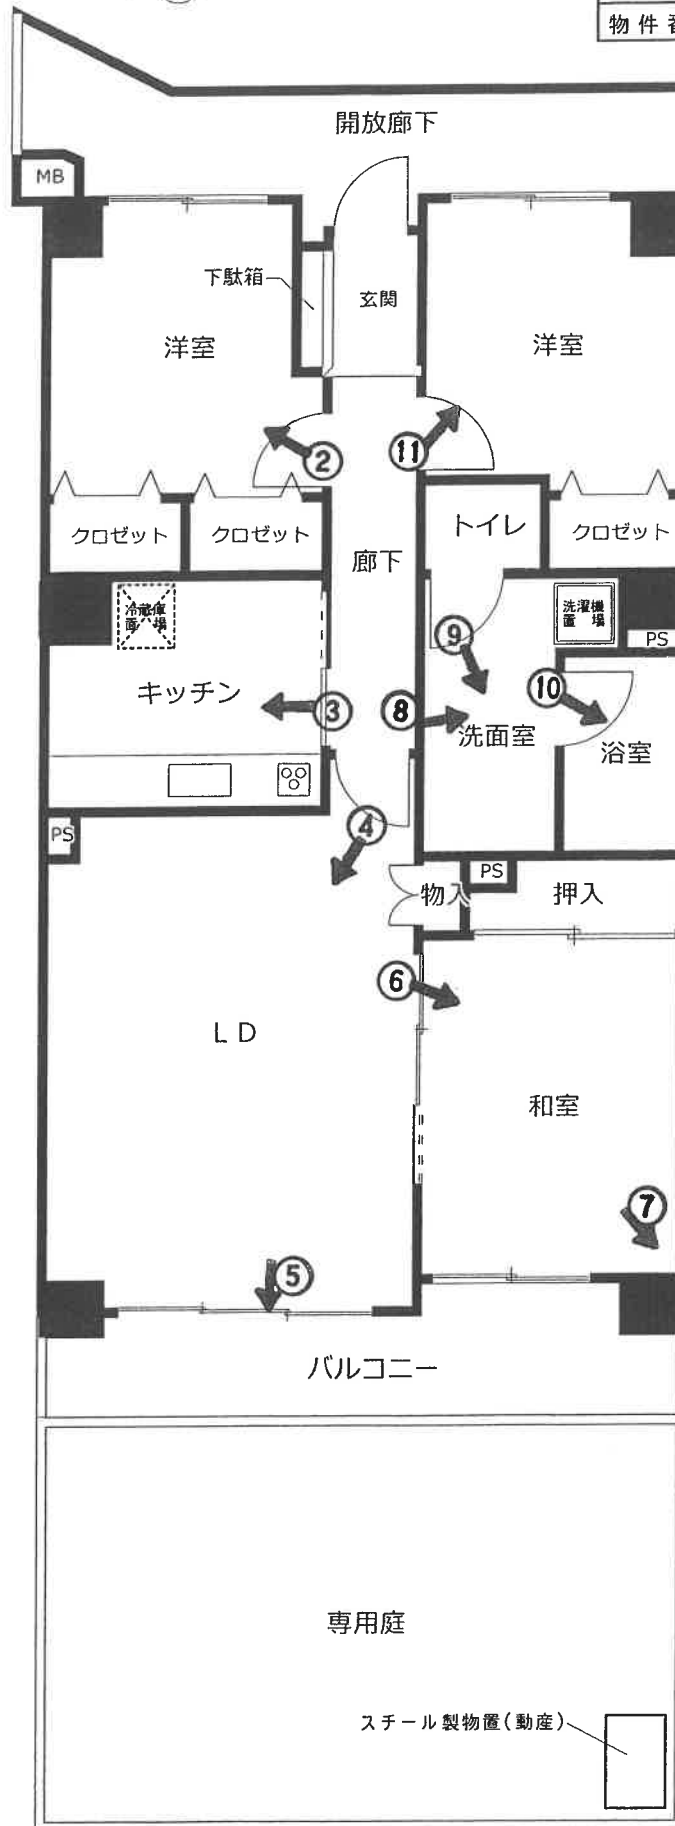 物件
開放廊下
MB
下駄箱
玄関
洋室
洋室
②
⑪
クロゼット
クロゼット
トイレ
クロゼット
廊下
冷蔵庫
置場
洗濯機
置場
⑨
PS
キッチン
③
⑧
⑩
洗面室
浴室
④
PS
物入
PS
押入
⑥
LD
和室
⑦
⑤
バルコニー
専用庭
スチール製物置(動産)